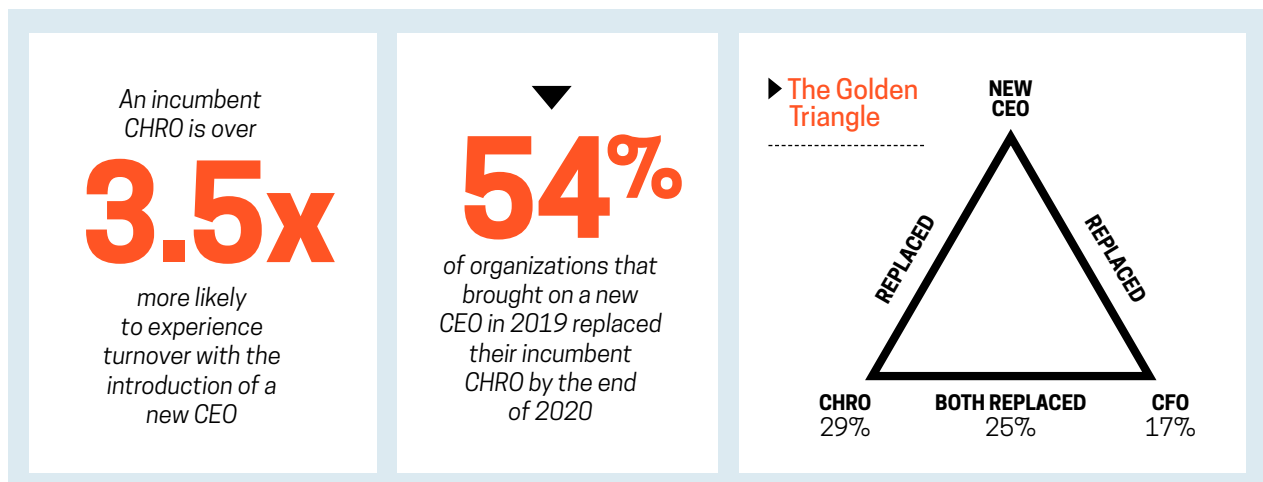 An incumbent
CHRO is over
3.5x
more likely
to experience
turnover with the
introduction of a
new CEO
54%
of organizations that
brought on a new
CEO in 2019 replaced
their incumbent
CHRO by the end
of 2020
The Golden
Triangle
NEW
CEO
REPLACED
REPLACED
CHRO
29%
BOTH REPLACED
25%
CFO
17%